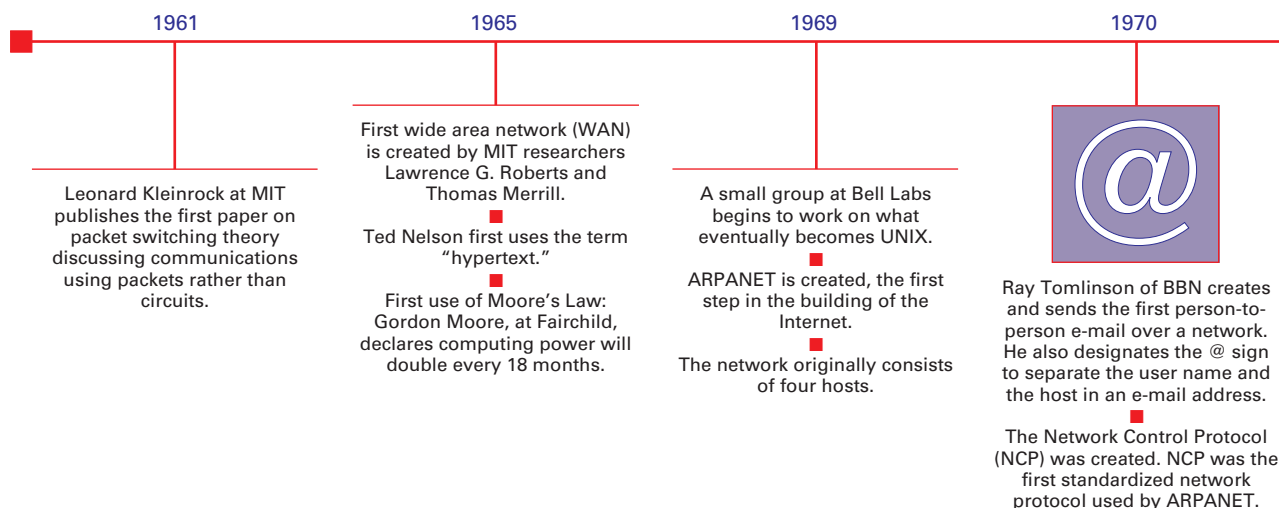 1961
Leonard Kleinrock at MIT
publishes the first paper on
packet switching theory
discussing communications
using packets rather than
circuits.
1965
First wide area network (WAN)
is created by MIT researchers
Lawrence G. Roberts and
Thomas Merrill.
Ted Nelson first uses the term
“hypertext.”
First use of Moore’s Law:
Gordon Moore, at Fairchild,
declares computing power will
double every 18 months.
1969
A small group at Bell Labs
begins to work on what
eventually becomes UNIX.
ARPANET is created, the first
step in the building of the
Internet.
The network originally consists
of four hosts.
1970
@
Ray Tomlinson of BBN creates
and sends the first person-to-
person e-mail over a network.
He also designates the @ sign
to separate the user name and
the host in an e-mail address.
The Network Control Protocol
(NCP) was created. NCP was the
first standardized network
protocol used by ARPANET.